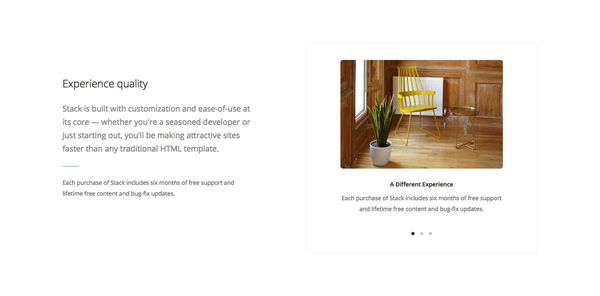 Experience quality
Stack is built with customization and ease-of-use at
its core — whether you're a seasoned developer or
just starting out, you'll be making attractive sites
faster than any traditional HTML template.
Each purchase of Stack includes six months of free support and
lifetime free content and bug-fix updates.
A Different Experience
Each purchase of Stack includes six months of free support
and lifetime free content and bug-fix updates.